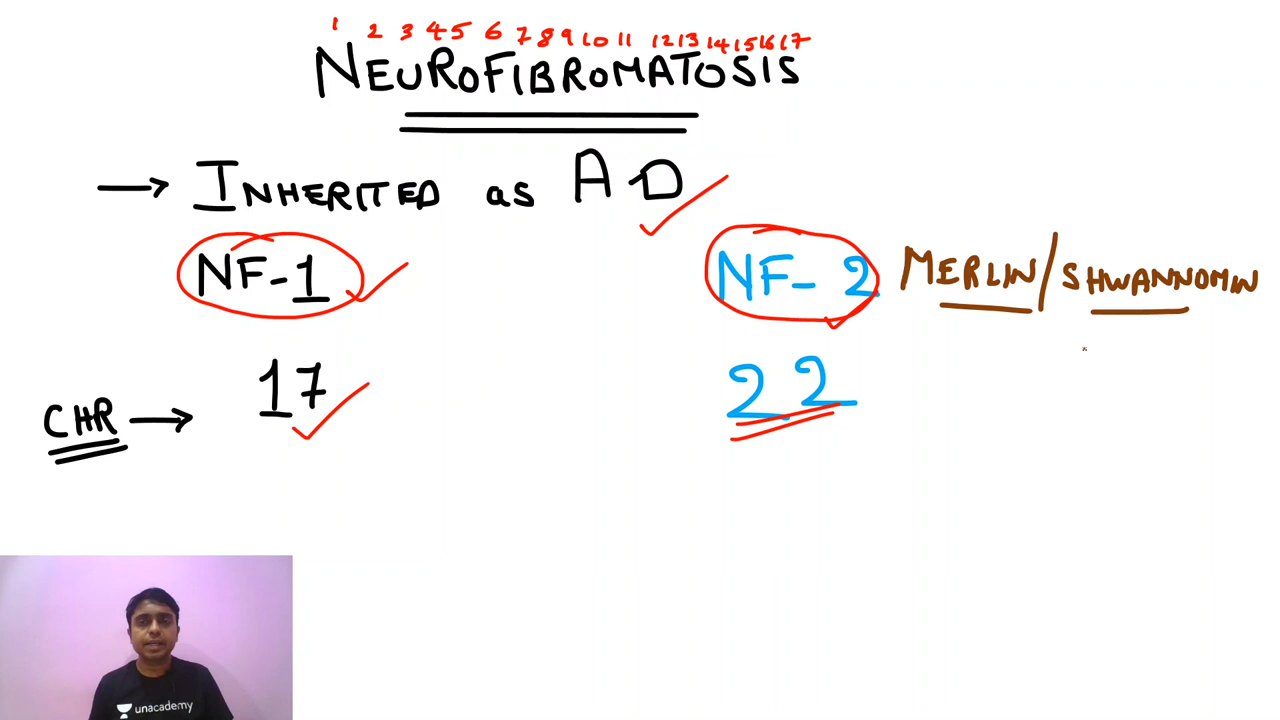 1 2 3 4 5 6 7 8 9 10 11 12 13 14 15 16 17
NEUROFIBROMATOSIS
→ INHERITED as AD
NF-1 NF-2 MERLIN/SHWANNOMIN
CHR → 17 22
unacademy